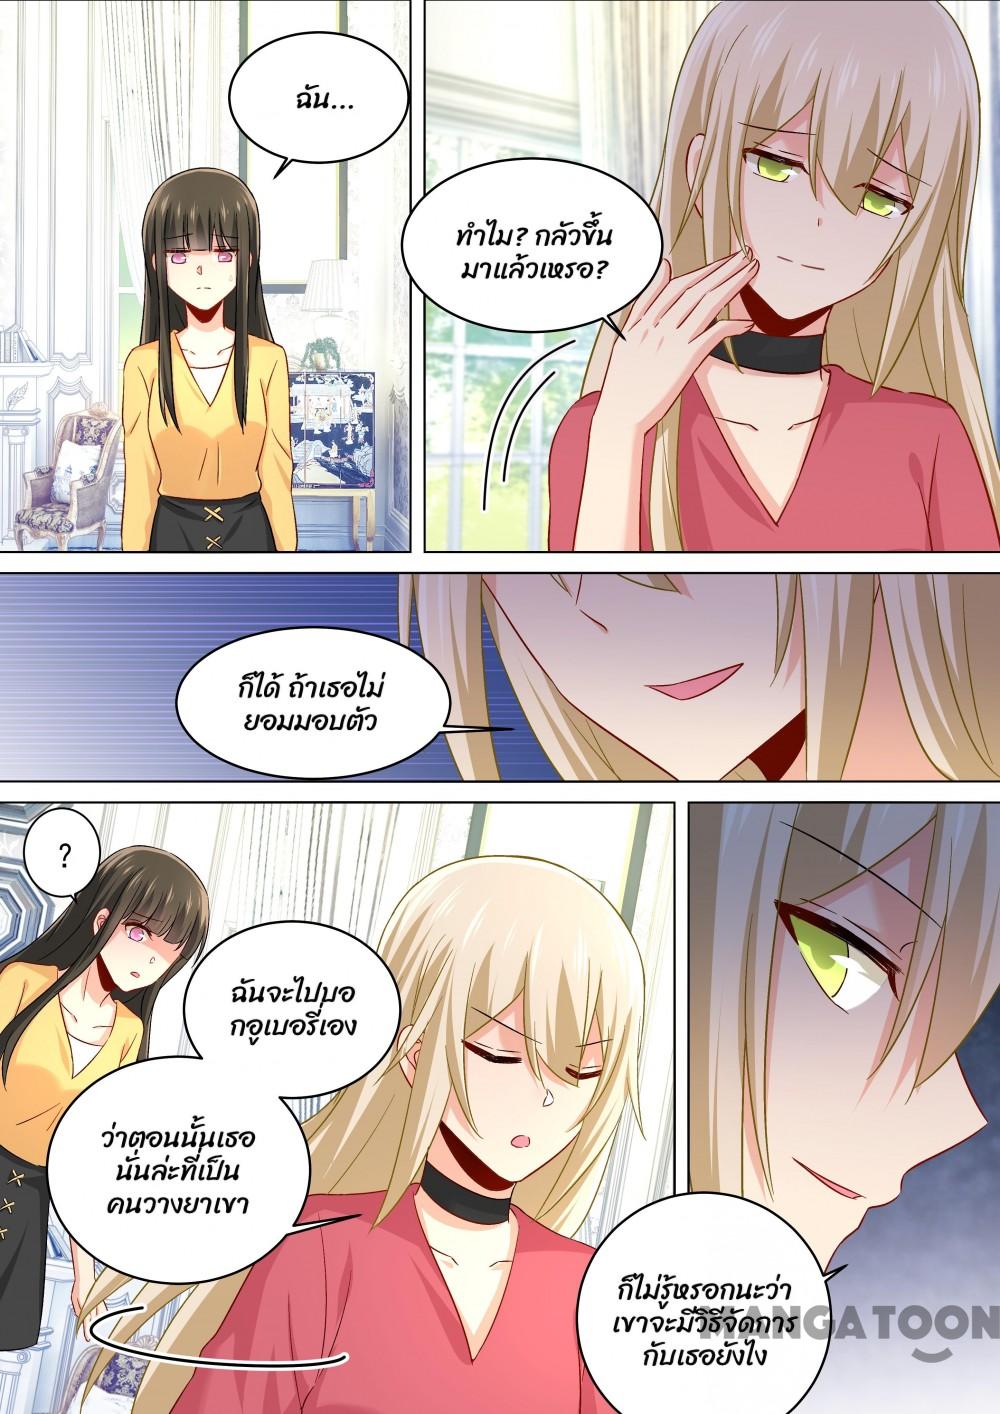 ฉัน...
ทำไม? กลัวขึ้น
มาแล้วเหรอ?
ก็ได้ ถ้าเธอไม่
ยอมมอบตัว
?
ฉันจะไปบอ
กอูเบอรี่เอง
ว่าตอนนั้นเธอ
นั่นล่ะที่เป็น
คนวางยาเขา
ก็ไม่รู้หรอกนะว่า
เขาจะมีวิธีจัดการ
กับเธอยังไง
MANGATOON